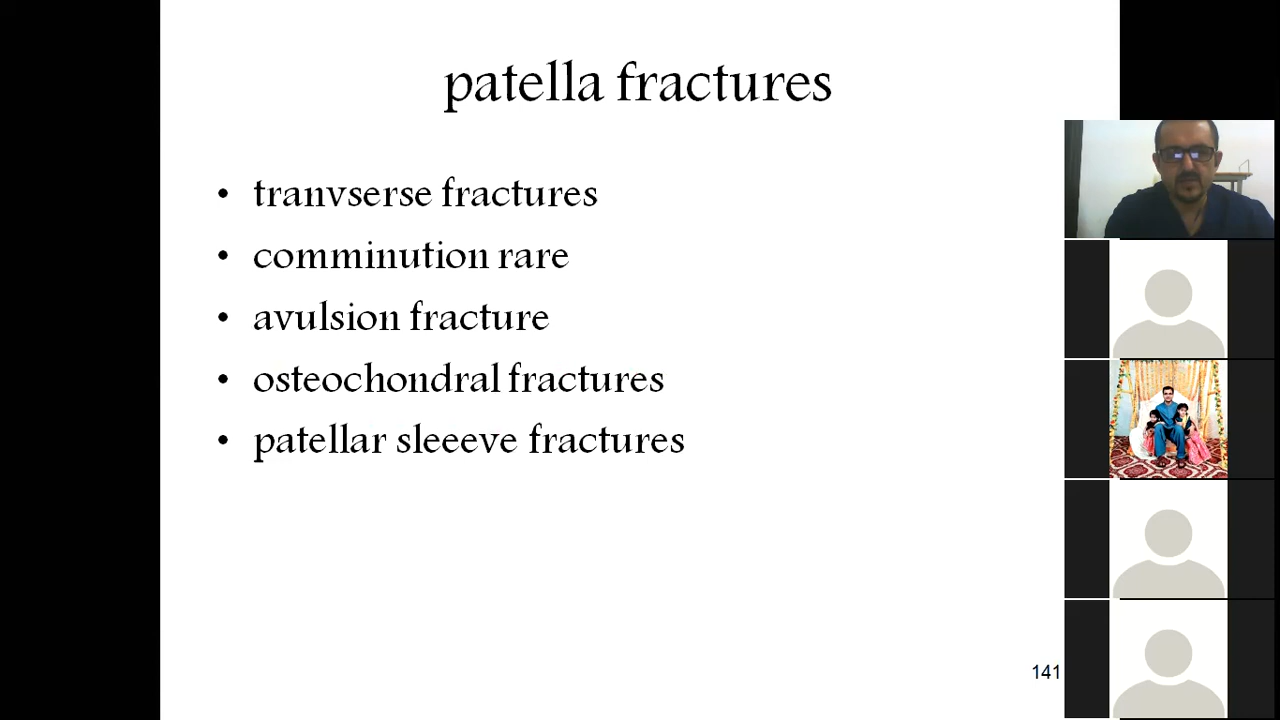 patella fractures
• tranvserse fractures
• comminution rare
• avulsion fracture
• osteochondral fractures
• patellar sleeeve fractures
141